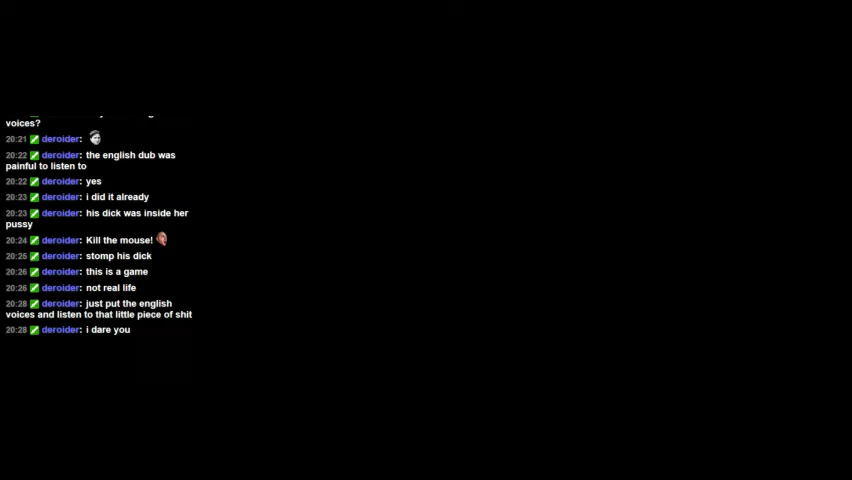 voices?
20:21 deroider:
20:22 deroider: the english dub was
painful to listen to
20:22 deroider: yes
20:23 deroider: i did it already
20:23 deroider: his dick was inside her
pussy
20:24 deroider: Kill the mouse!
20:25 deroider: stomp his dick
20:26 deroider: this is a game
20:26 deroider: not real life
20:28 deroider: just put the english
voices and listen to that little piece of shit
20:28 deroider: i dare you